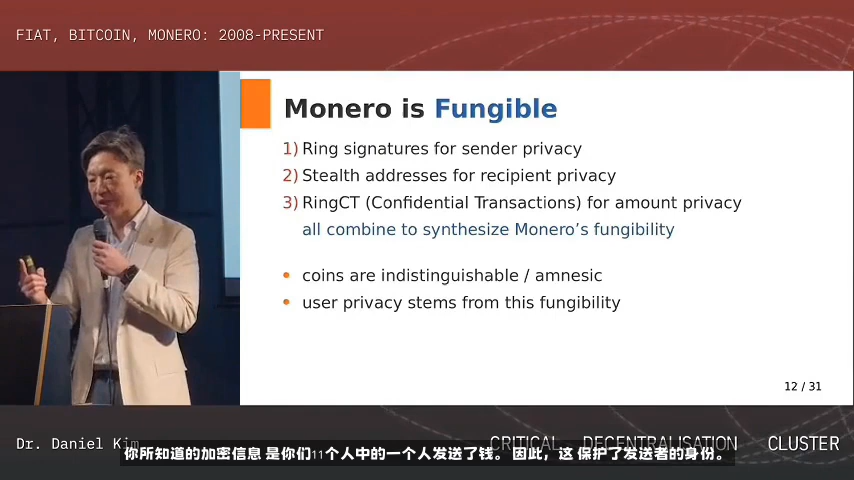 FIAT, BITCOIN, MONERO: 2008-PRESENT
Monero is Fungible
1) Ring signatures for sender privacy
2) Stealth addresses for recipient privacy
3) RingCT (Confidential Transactions) for amount privacy
all combine to synthesize Monero's fungibility
• coins are indistinguishable / amnesic
• user privacy stems from this fungibility
12 / 31
Dr. Daniel Kim
CRITICAL DECENTRALISATION CLUSTER
你所知道的加密信息 是你们11个人中的一个人发送了钱。 因此，这 保护了发送者的身份。